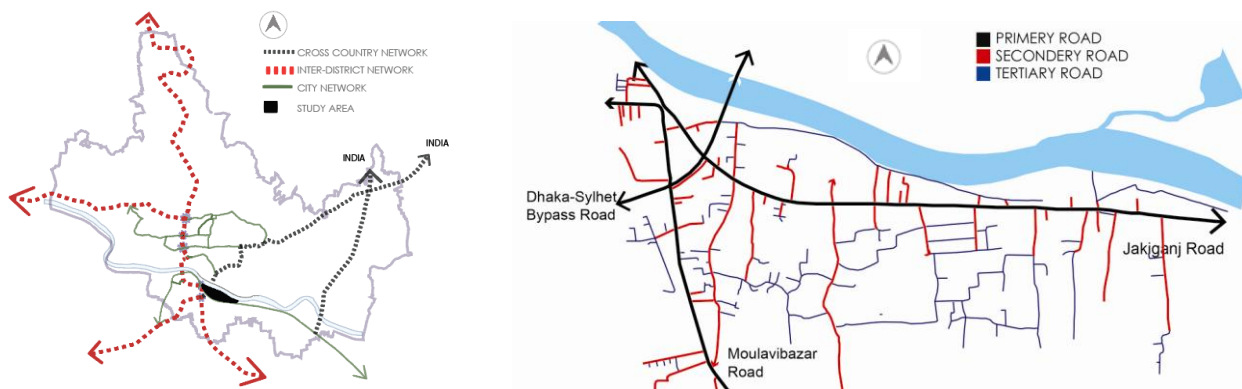 CROSS COUNTRY NETWORK
INTER-DISTRICT NETWORK
CITY NETWORK
STUDY AREA
INDIA
INDIA
PRIMERY ROAD
SECONDERY ROAD
TERTIARY ROAD
Dhaka-Sylhet
Bypass Road
Jakiganj Road
Moulavibazar
Road